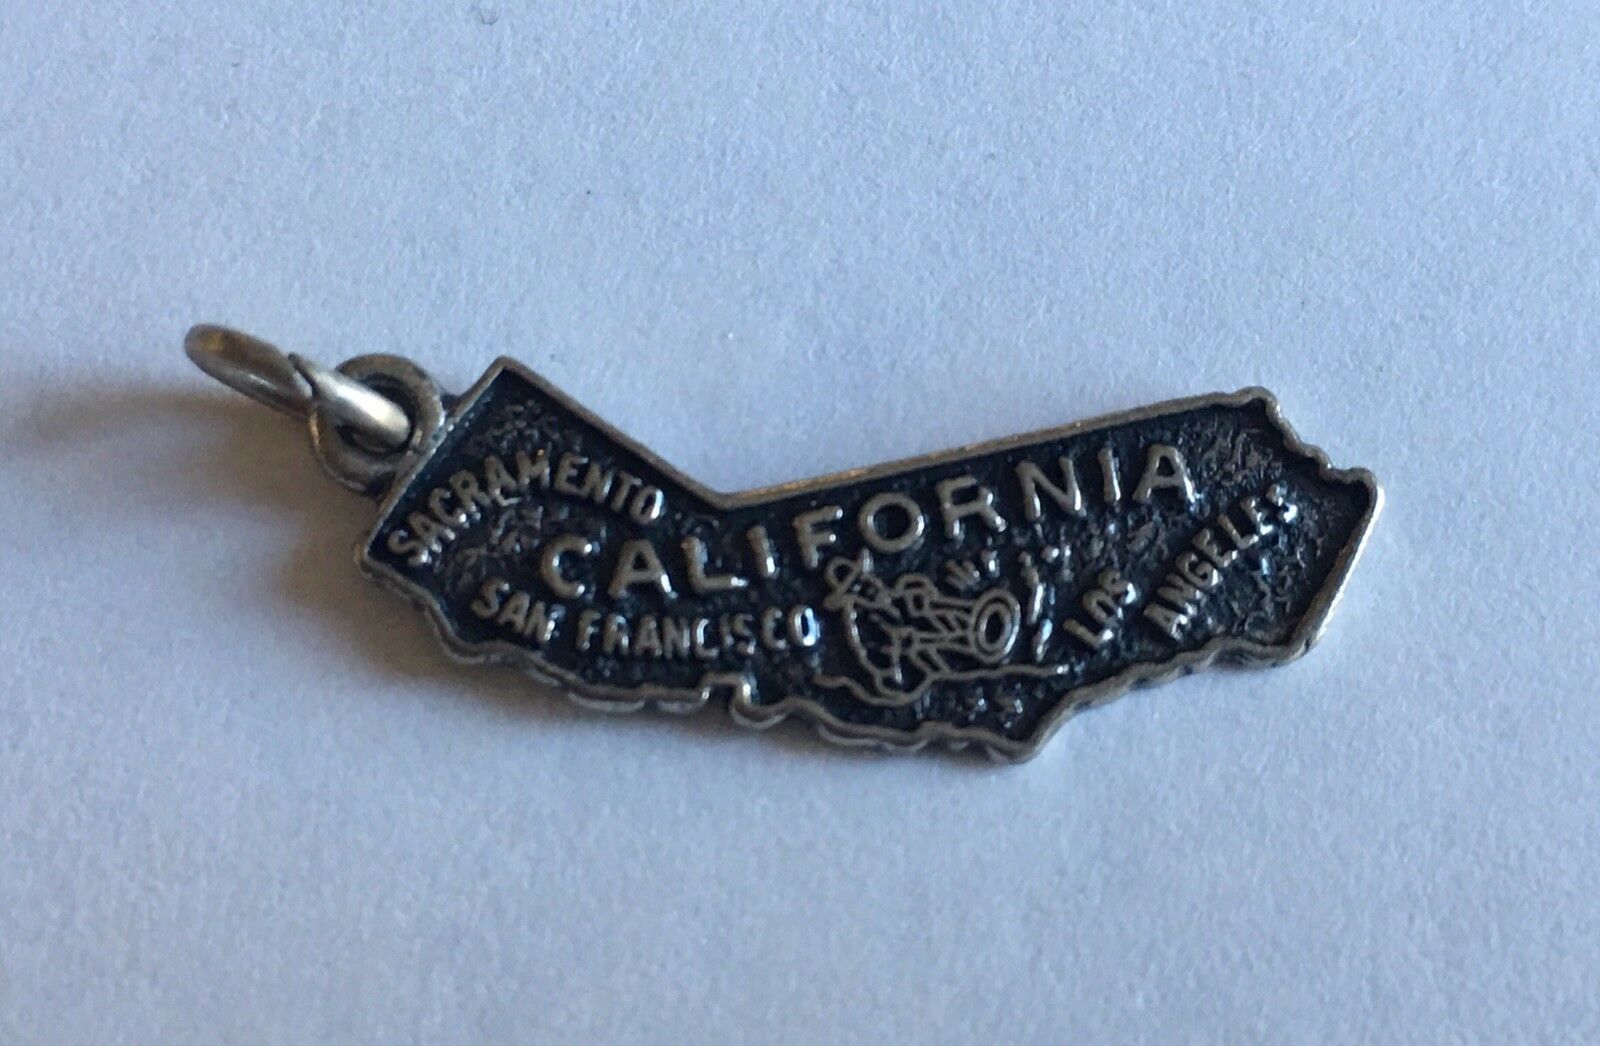 SACRAMENTO
CALIFORNIA
SAN FRANCISCO
LOS
ANGELES